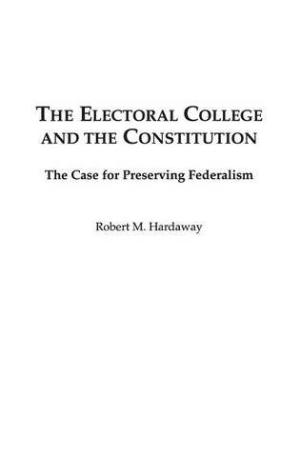 THE ELECTORAL COLLEGE
AND THE CONSTITUTION
The Case for Preserving Federalism
Robert M. Hardaway